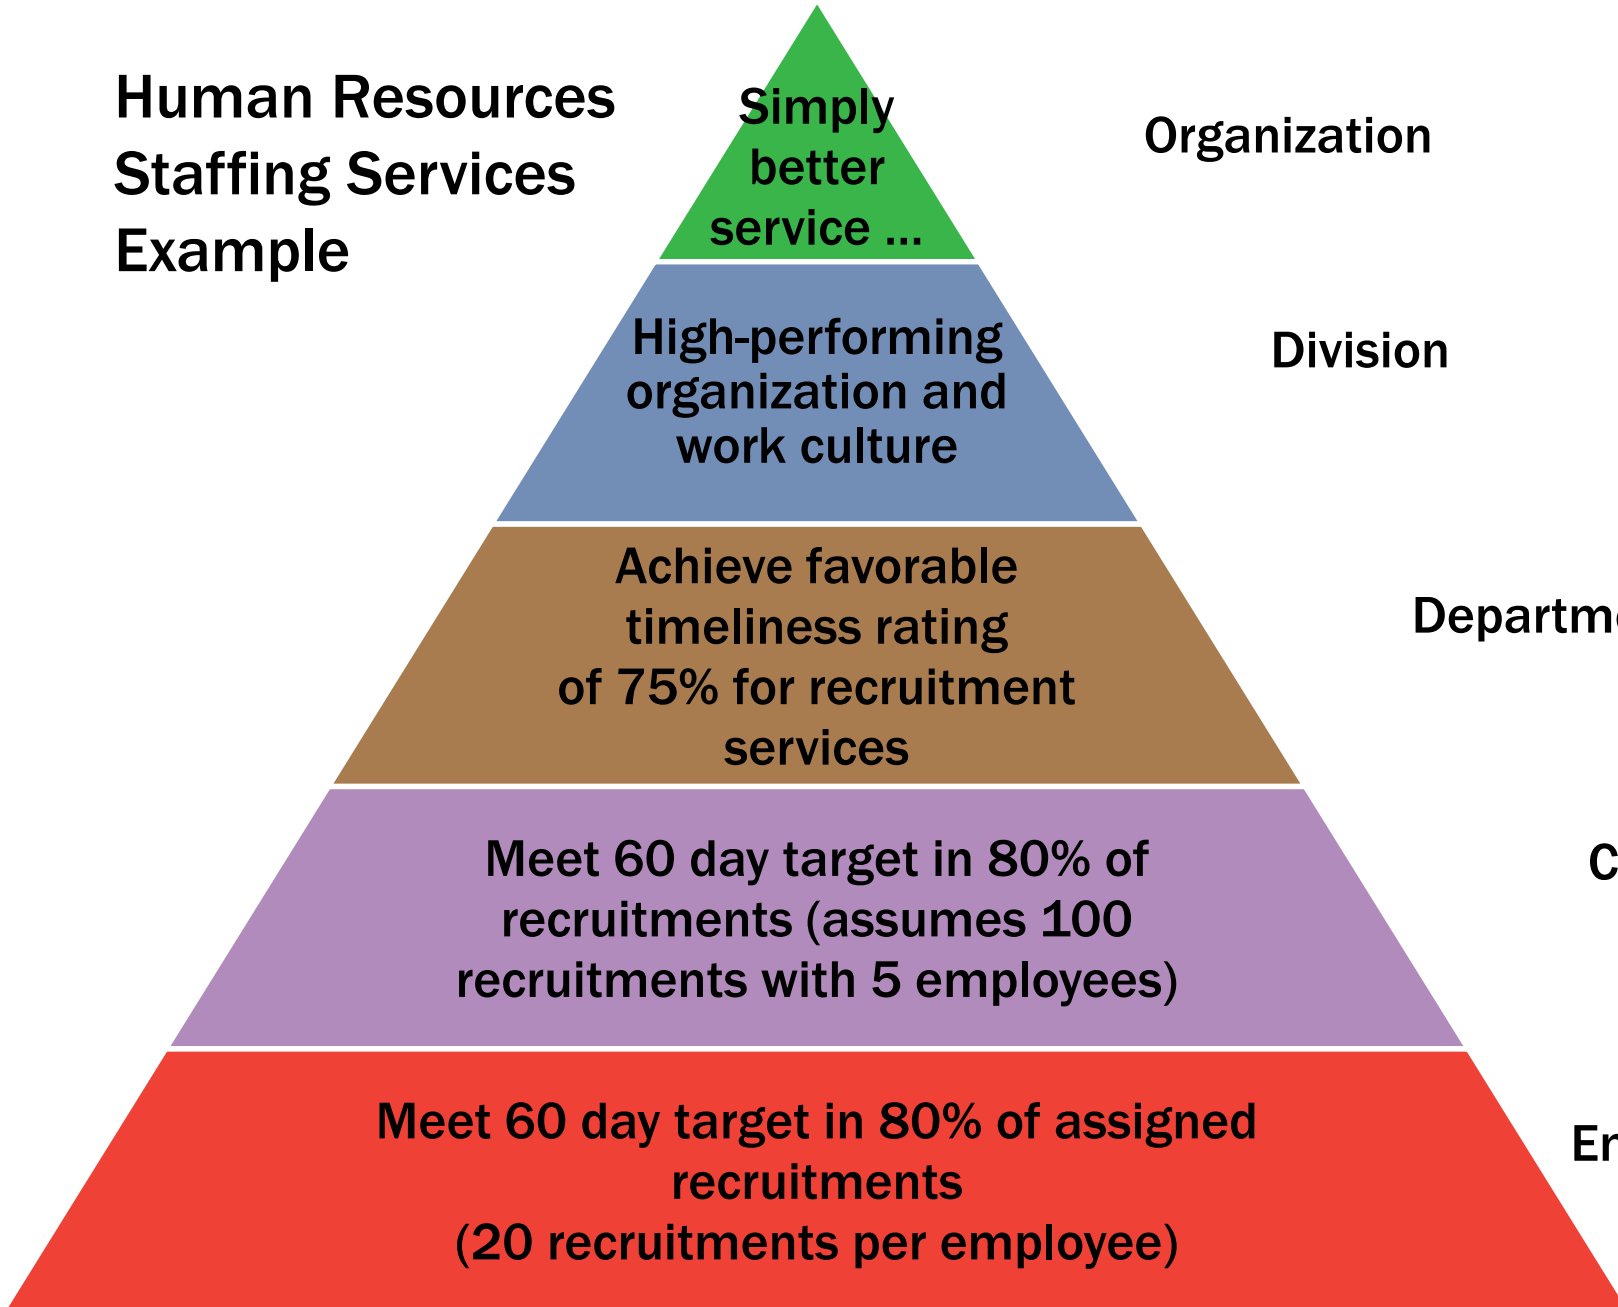 Human Resources
Staffing Services
Example
Simply
better
service ...
Organization
High-performing
organization and
work culture
Division
Achieve favorable
timeliness rating
of 75% for recruitment
services
Meet 60 day target in 80% of
recruitments (assumes 100
recruitments with 5 employees)
Meet 60 day target in 80% of assigned
recruitments
(20 recruitments per employee)